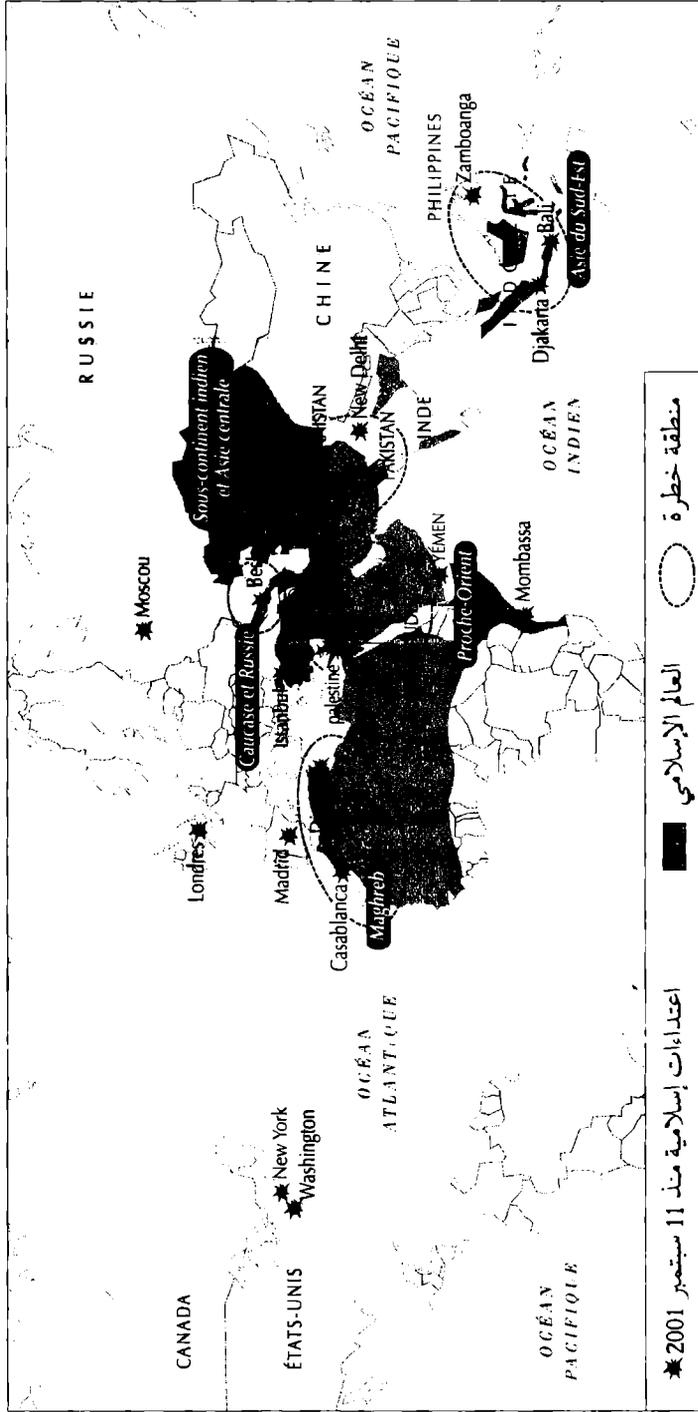 CANADA
ÉTATS-UNIS
New York
Washington
OCÉAN
PACIFIQUE
OCÉAN
ATLANTIQUE
Londres
Madrid
Casablanca
Maghreb
Moscou
RUSSIE
Caucase et Russie
Istanbul
palestine
Sous-continent indien
et Asie centrale
CHINE
New Delhi
PAKISTAN
INDE
YÉMEN
Proche-Orient
Mombassa
OCÉAN
INDIEN
OCÉAN
PACIFIQUE
PHILIPPINES
Zamboanga
Djakarta
Bali
Asie du Sud-Est
اعتداءات إسلامية منذ 11 سبتمبر 2001
العالم الإسلامي
منطقة خطرة